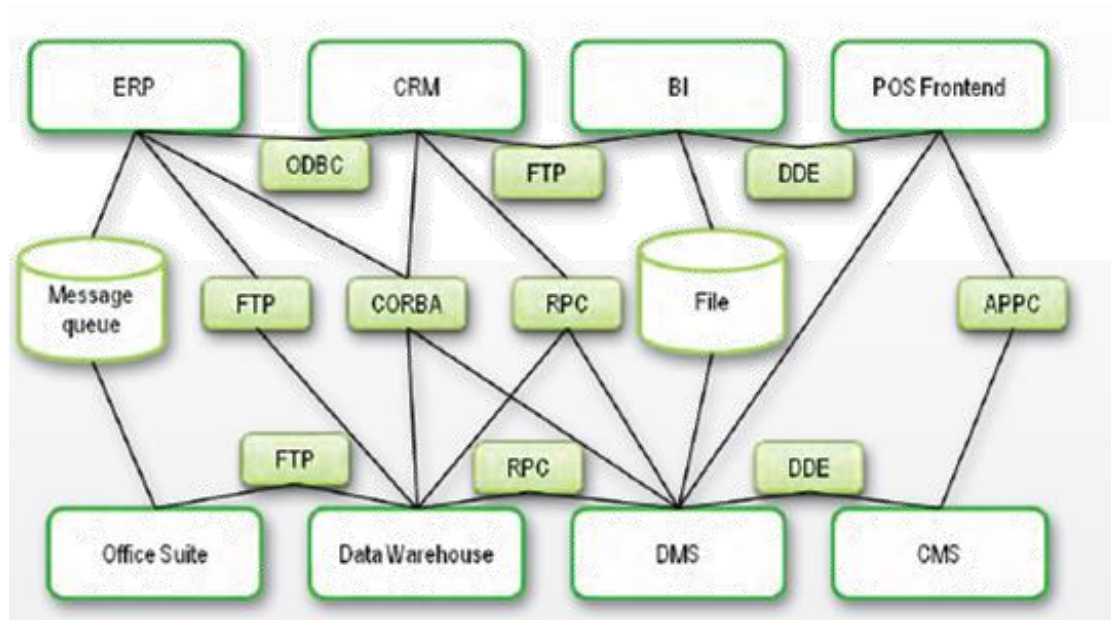 ERP
CRM
BI
POS Frontend
ODBC
FTP
DDE
Message
queue
FTP
CORBA
RPC
File
APPC
FTP
RPC
DDE
Office Suite
Data Warehouse
DMS
CMS